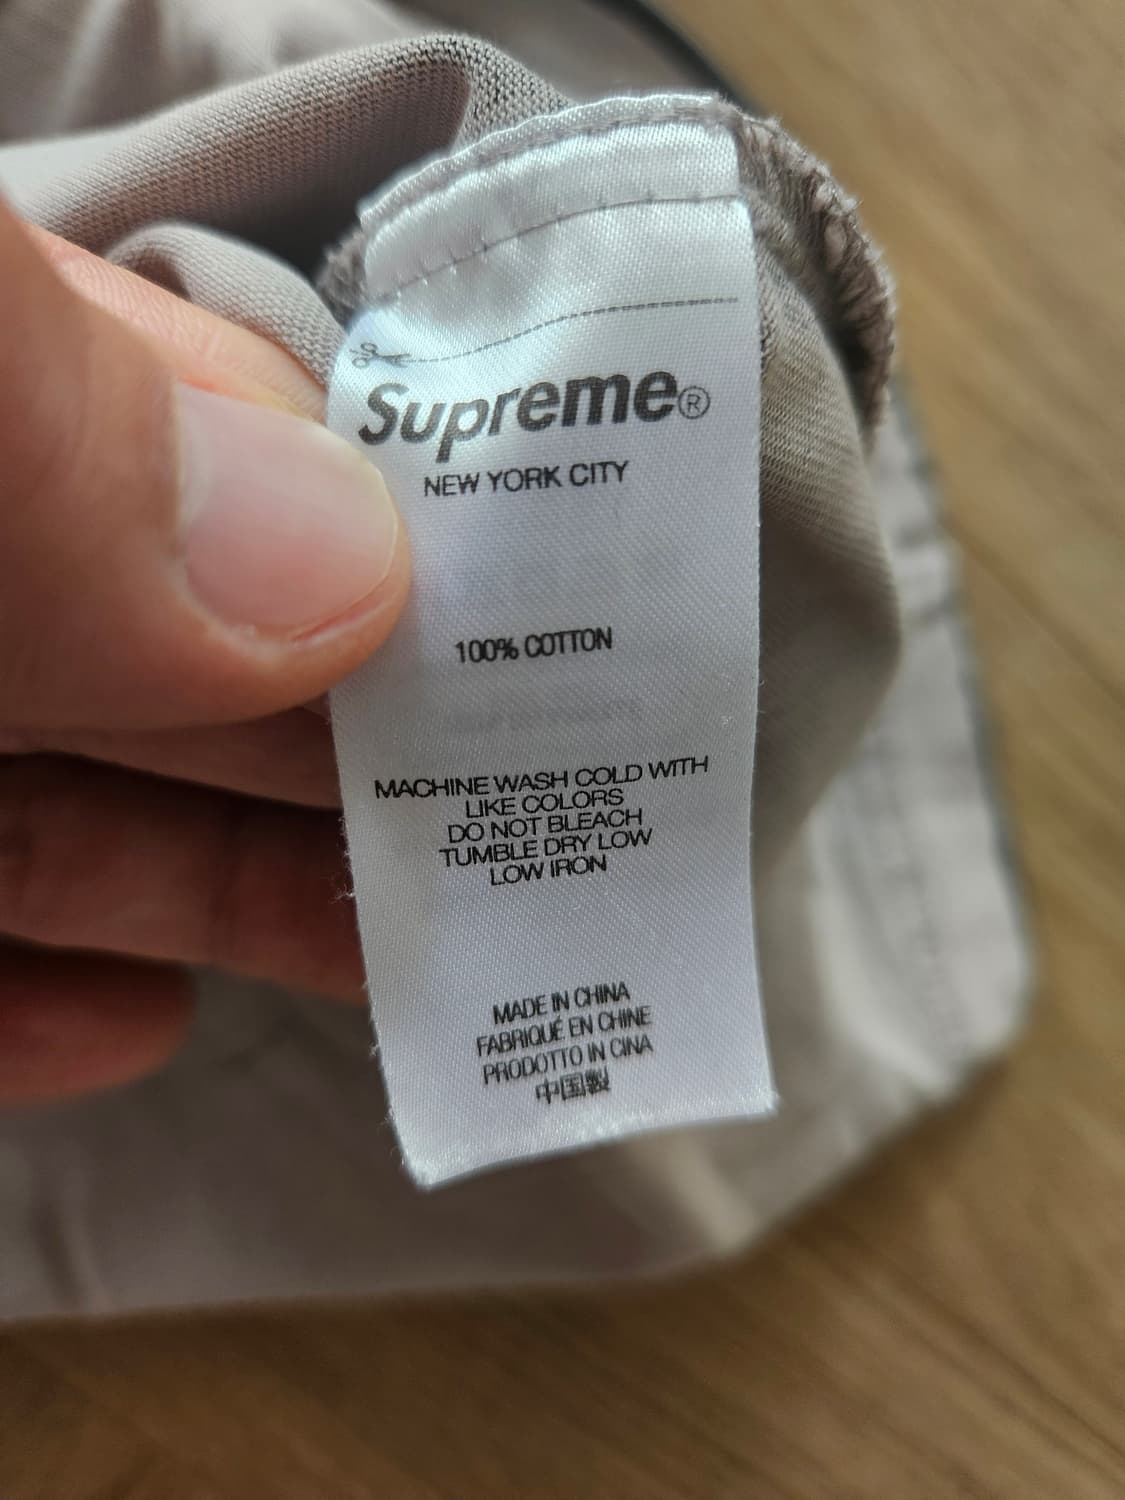 Supreme®
NEW YORK CITY
100% COTTON
MACHINE WASH COLD WITH
LIKE COLORS
DO NOT BLEACH
TUMBLE DRY LOW
LOW IRON
MADE IN CHINA
FABRIQUÉ EN CHINE
PRODOTTO IN CINA
中国製